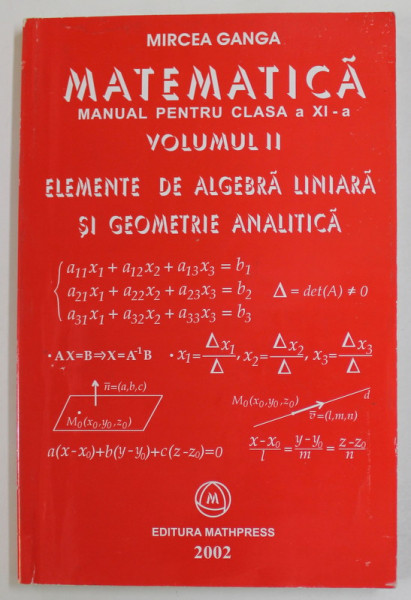 MIRCEA GANGA
MATEMATICĂ
MANUAL PENTRU CLASA a XI-a
VOLUMUL II
ELEMENTE DE ALGEBRĂ LINIARĂ
ŞI GEOMETRIE ANALITICĂ
a₁₁x₁ + a₁₂x₂ + a₁₃x₃ = b₁
a₂₁x₁ + a₂₂x₂ + a₂₃x₃ = b₂ Δ = det(A) ≠ 0
a₃₁x₁ + a₃₂x₂ + a₃₃x₃ = b₃
• AX=B⇒X=A⁻¹B • x₁=Δx₁/Δ, x₂=Δx₂/Δ, x₃=Δx₃/Δ
n̅=(a,b,c) d
M₀(x₀,y₀,z₀) M₀(x₀,y₀,z₀) v̅=(l,m,n)
a(x-x₀)+b(y-y₀)+c(z-z₀)=0 x-x₀/l = y-y₀/m = z-z₀/n
M
EDITURA MATHPRESS
2002